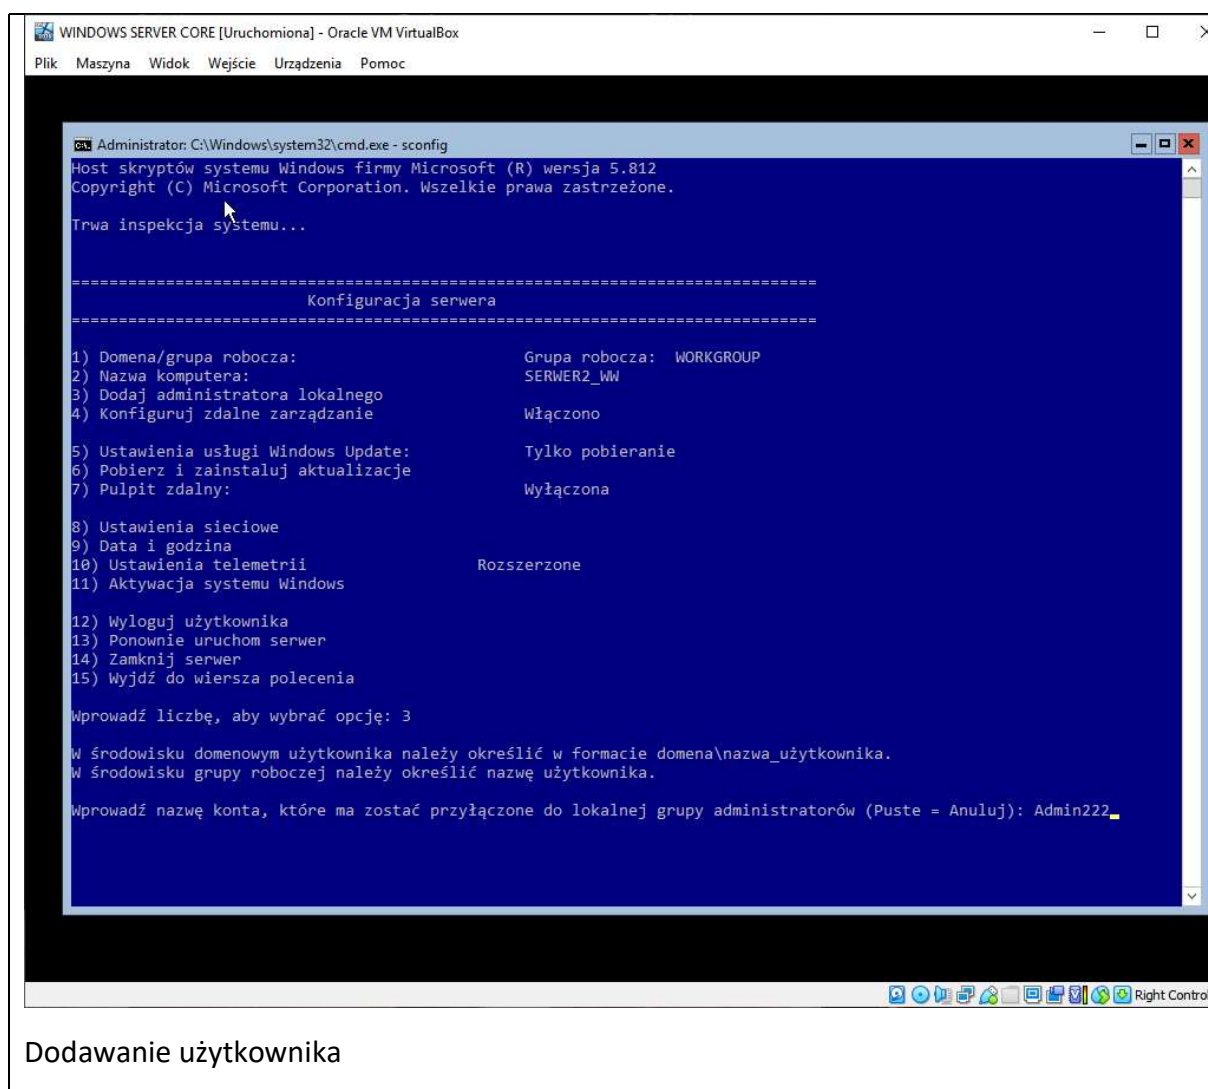 WINDOWS SERVER CORE [Uruchomiona] - Oracle VM VirtualBox
Plik Maszyna Widok Wejście Urządzenia Pomoc
Administrator: C:\Windows\system32\cmd.exe - sconfig
Host skryptów systemu Windows firmy Microsoft (R) wersja 5.812
Copyright (C) Microsoft Corporation. Wszelkie prawa zastrzeżone.
Trwa inspekcja systemu...
===============================================================================
Konfiguracja serwera
===============================================================================
1) Domena/grupa robocza: Grupa robocza: WORKGROUP
2) Nazwa komputera: SERWER2_WW
3) Dodaj administratora lokalnego
4) Konfiguruj zdalne zarządzanie Włączono
5) Ustawienia usługi Windows Update: Tylko pobieranie
6) Pobierz i zainstaluj aktualizacje
7) Pulpit zdalny: Wyłączona
8) Ustawienia sieciowe
9) Data i godzina
10) Ustawienia telemetrii Rozszerzone
11) Aktywacja systemu Windows
12) Wyloguj użytkownika
13) Ponownie uruchom serwer
14) Zamknij serwer
15) Wyjdź do wiersza polecenia
Wprowadź liczbę, aby wybrać opcję: 3
W środowisku domenowym użytkownika należy określić w formacie domena\nazwa_użytkownika.
W środowisku grupy roboczej należy określić nazwę użytkownika.
Wprowadź nazwę konta, które ma zostać przyłączone do lokalnej grupy administratorów (Puste = Anuluj): Admin222
Right Control
Dodawanie użytkownika